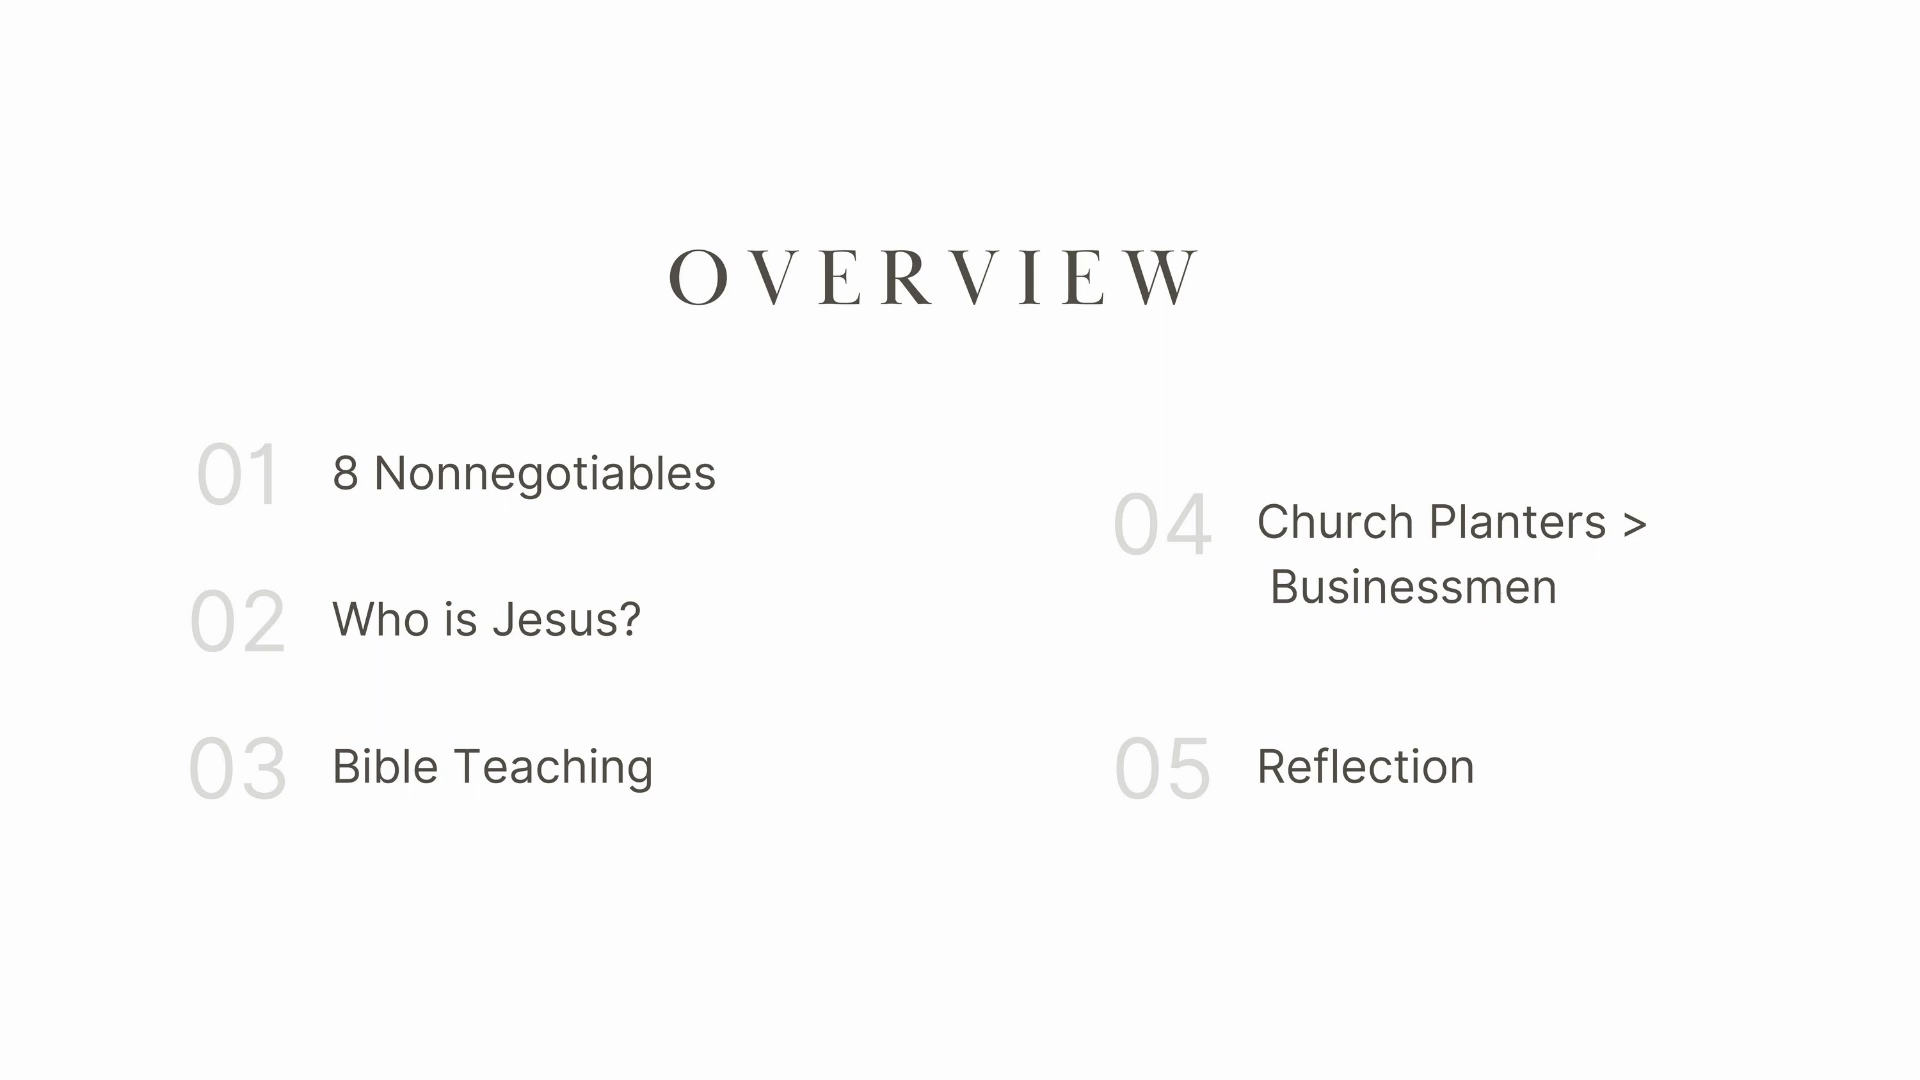 OVERVIEW
01 8 Nonnegotiables
02 Who is Jesus?
03 Bible Teaching
04 Church Planters >
Businessmen
05 Reflection